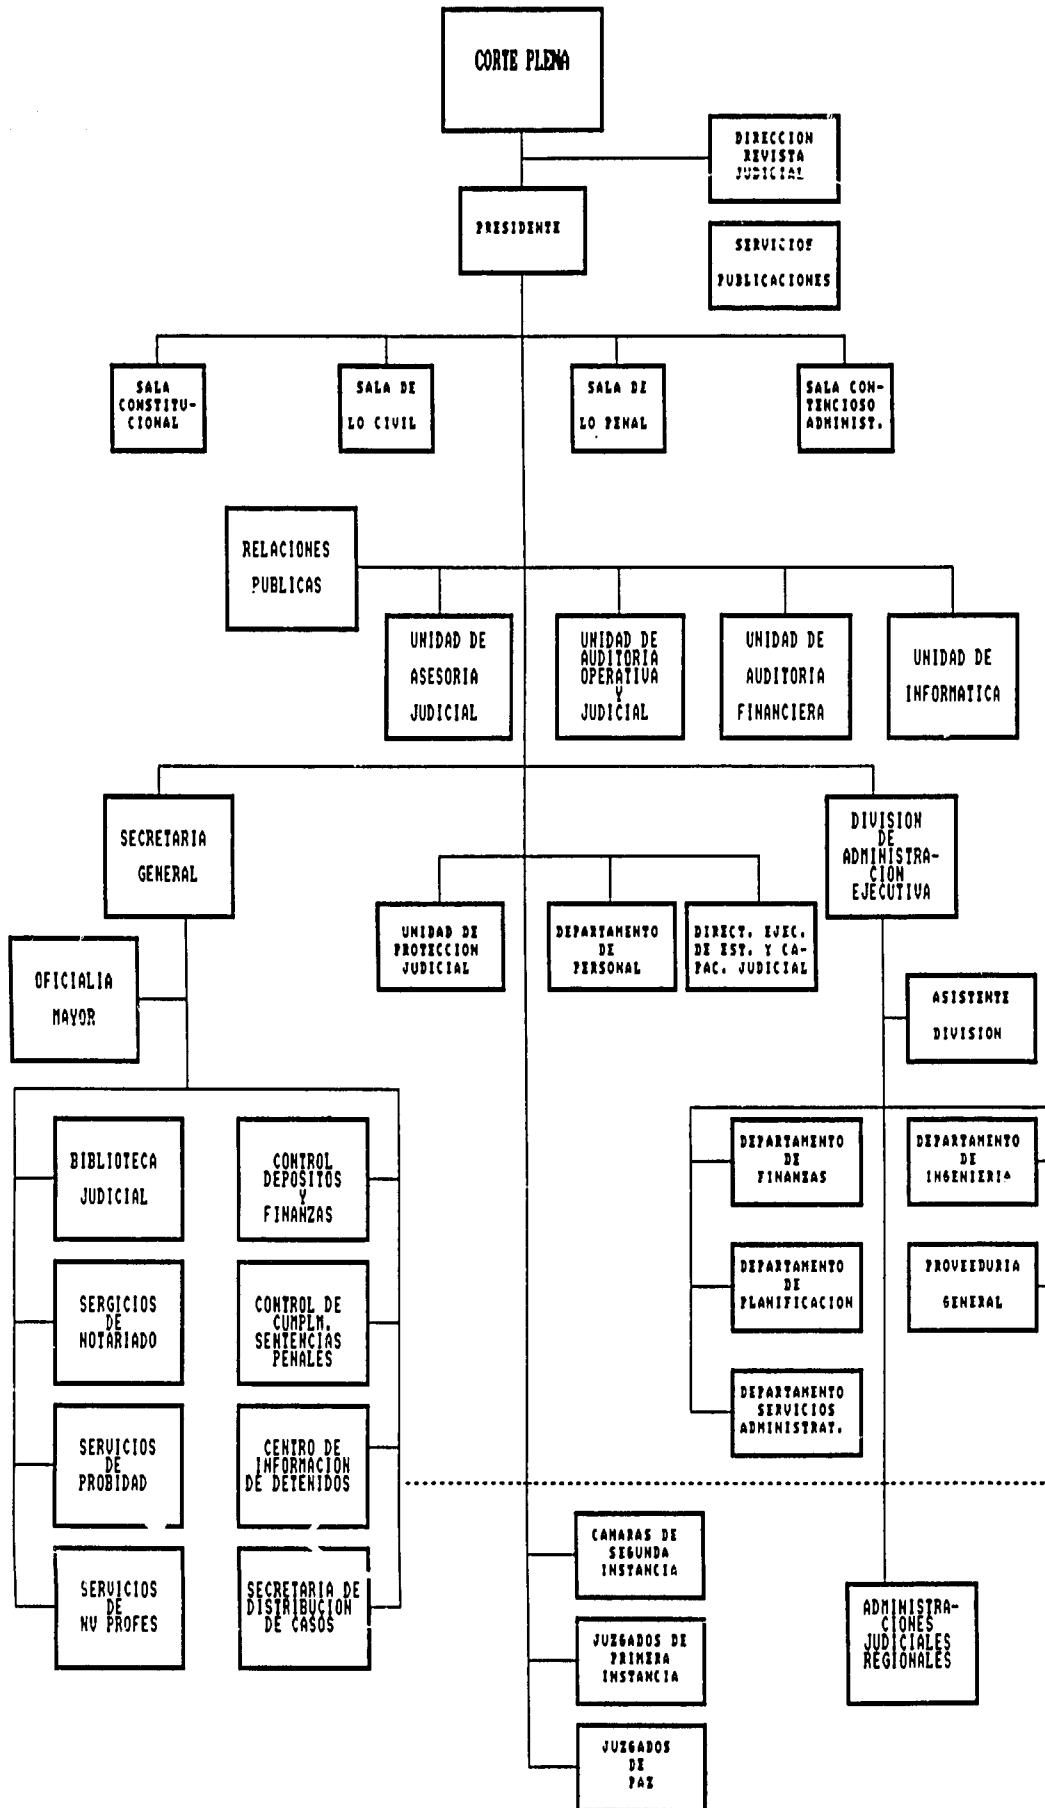 CORTE PLENA
DIRECCION
REVISTA
JUDICIAL
PRESIDENTE
SERVICIOS
PUBLICACIONES
SALA
CONSTITU-
CIONAL
SALA DE
LO CIVIL
SALA DE
LO PENAL
SALA CON-
TENCIOSO
ADMINIST.
RELACIONES
PUBLICAS
UNIDAD DE
ASESORIA
JUDICIAL
UNIDAD DE
AUDITORIA
OPERATIVA
Y
JUDICIAL
UNIDAD DE
AUDITORIA
FINANCIERA
UNIDAD DE
INFORMATICA
SECRETARIA
GENERAL
DIVISION
DE
ADMINISTRA-
CION
EJECUTIVA
UNIDAD DE
PROTECCION
JUDICIAL
DEPARTAMENTO
DE
PERSONAL
DIRECT. EJEC.
DE EST. Y CA-
PAC. JUDICIAL
OFICIALIA
MAYOR
ASISTENTE
DIVISION
BIBLIOTECA
JUDICIAL
CONTROL
DEPOSITOS
Y
FINANZAS
DEPARTAMENTO
DE
FINANZAS
DEPARTAMENTO
DE
INGENIERIA
SERGICIOS
DE
NOTARIADO
CONTROL DE
CUMPLM.
SENTENCIAS
PENALES
DEPARTAMENTO
DE
PLANIFICACION
PROVEEDURIA
GENERAL
SERVICIOS
DE
PROBIDAD
CENTRO DE
INFORMACION
DE DETENIDOS
DEPARTAMENTO
SERVICIOS
ADMINISTRAT.
SERVICIOS
DE
NV PROFES
SECRETARIA DE
DISTRIBUCION
DE CASOS
CAMARAS DE
SEGUNDA
INSTANCIA
JUZGADOS DE
PRIMERA
INSTANCIA
JUZGADOS
DE
PAZ
ADMINISTRA-
CIONES
JUDICIALES
REGIONALES